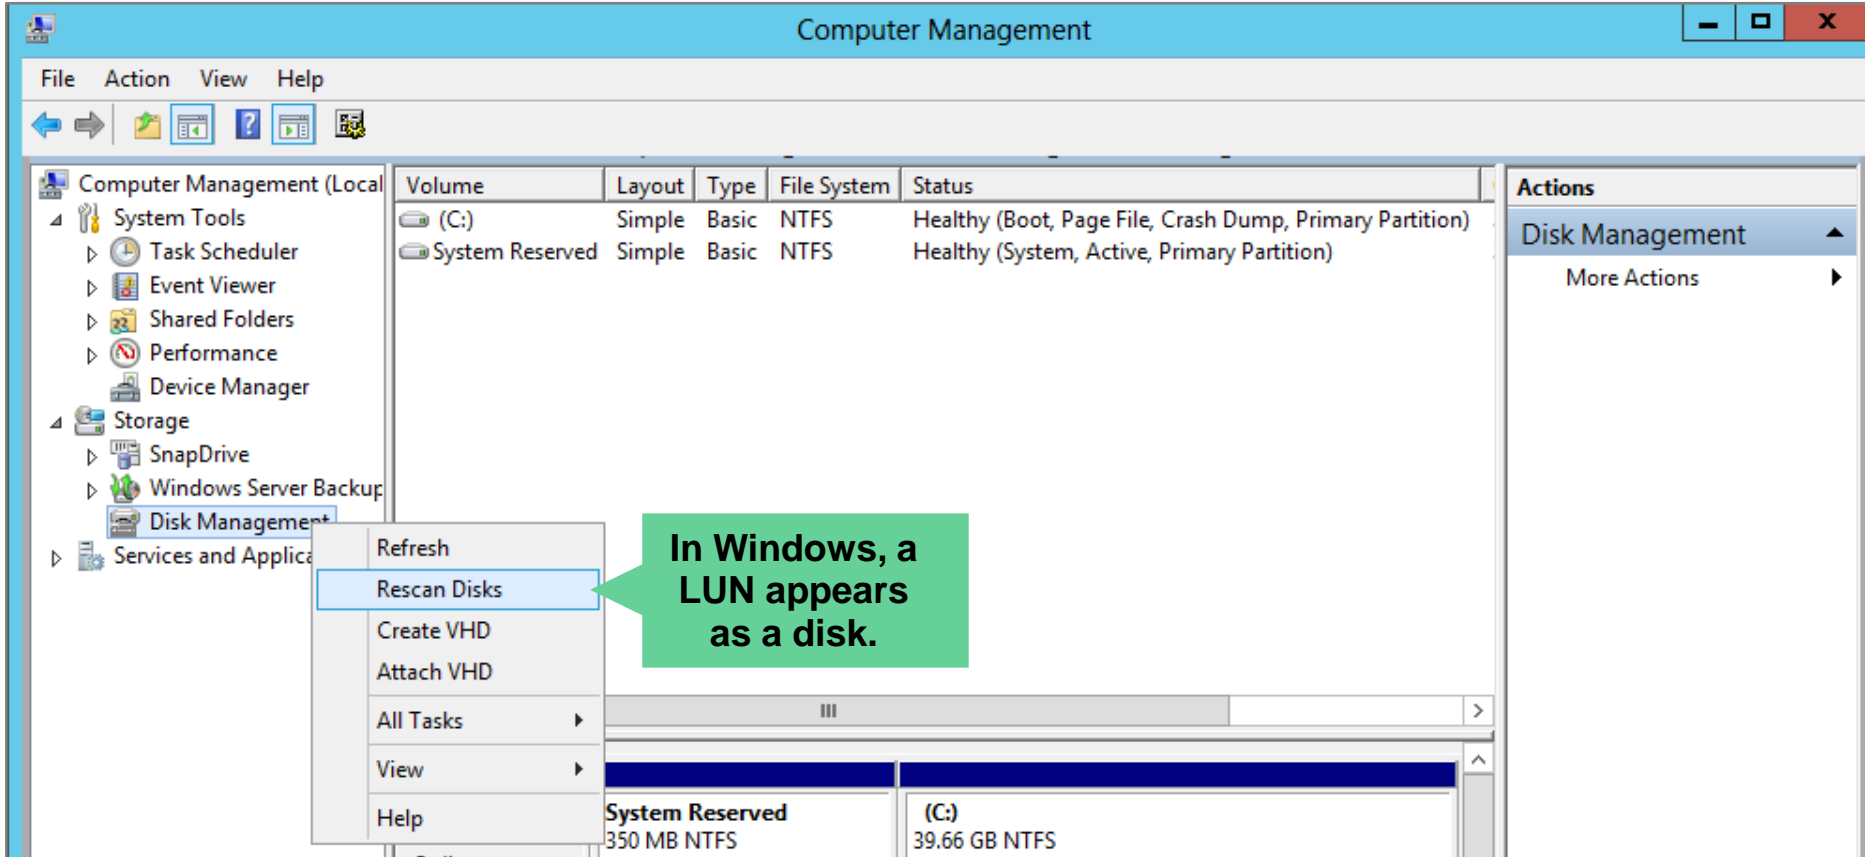 Computer Management
File Action View Help
Computer Management (Local
System Tools
Task Scheduler
Event Viewer
Shared Folders
Performance
Device Manager
Storage
SnapDrive
Windows Server Backup
Disk Management
Services and Applica
Volume Layout Type File System Status
(C:) Simple Basic NTFS Healthy (Boot, Page File, Crash Dump, Primary Partition)
System Reserved Simple Basic NTFS Healthy (System, Active, Primary Partition)
Actions
Disk Management
More Actions
Refresh
Rescan Disks
Create VHD
Attach VHD
All Tasks
View
Help
In Windows, a
LUN appears
as a disk.
System Reserved
350 MB NTFS
(C:)
39.66 GB NTFS